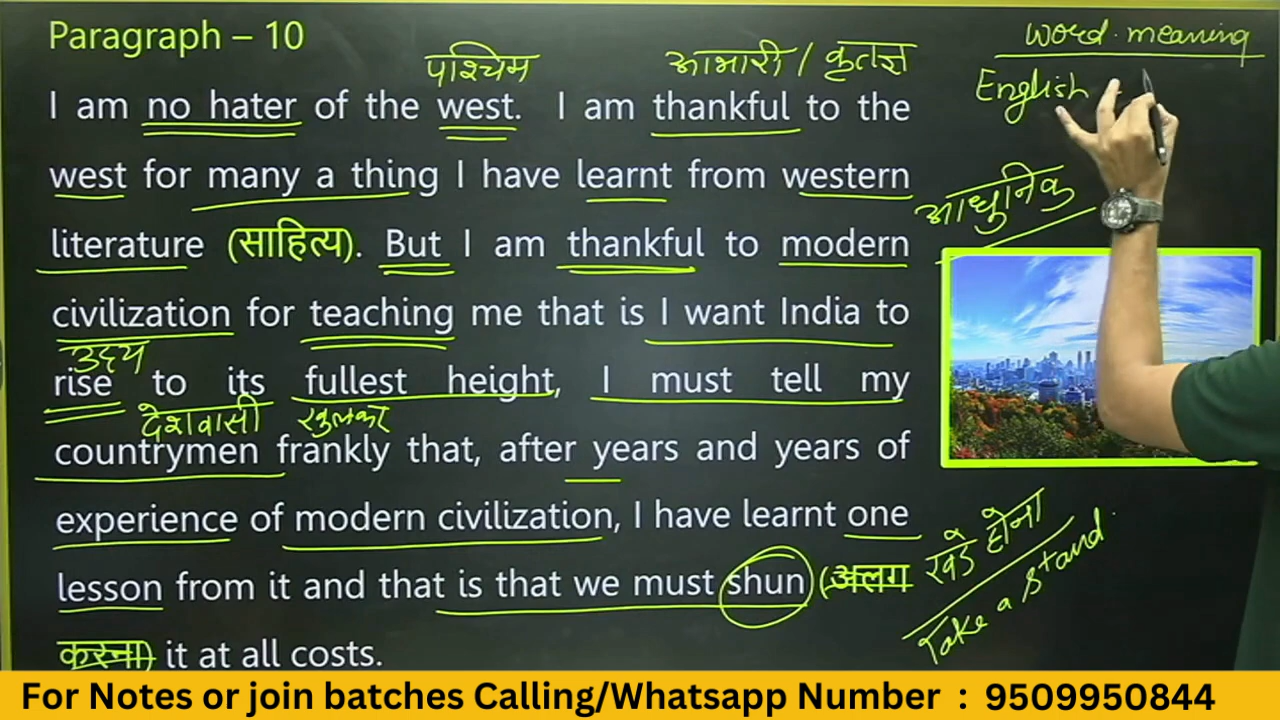 Paragraph – 10
word meaning
पश्चिम
आभारी / कृतज्ञ
I am no hater of the west. I am thankful to the
English
west for many a thing I have learnt from western
आधुनिक
literature (साहित्य). But I am thankful to modern
civilization for teaching me that is I want India to
उदय
rise to its fullest height, I must tell my
देशवासी खुलकर
countrymen frankly that, after years and years of
experience of modern civilization, I have learnt one
lesson from it and that is that we must shun (अलग
खडे होना
Take a Stand
करना) it at all costs.
For Notes or join batches Calling/Whatsapp Number : 9509950844